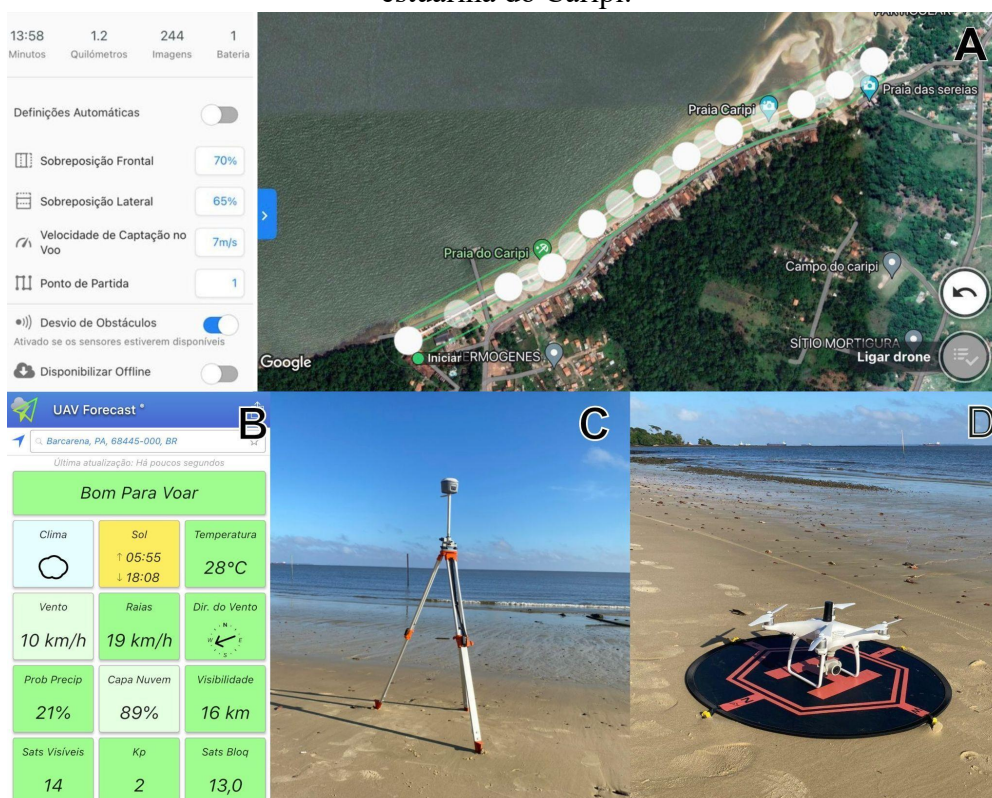 estuarina do Caripi.
13:58 1.2 244 1
Minutos Quilómetros Imagens Bateria
Definições Automáticas
Sobreposição Frontal 70%
Sobreposição Lateral 65%
Velocidade de Captação no
Voo 7m/s
Ponto de Partida 1
Desvio de Obstáculos
Ativado se os sensores estiverem disponíveis
Disponibilizar Offline
PARTICULAR
A
Praia das sereias
Praia Caripi
Praia do Caripi
Campo do caripi
SÍTIO MORTIGURA
Ligar drone
Iniciar ERMOGENES
Google
UAV Forecast
B
Barcarena, PA, 68445-000, BR
Última atualização: Há poucos segundos
Bom Para Voar
Clima Sol Temperatura
↑ 05:55
↓ 18:08
28°C
Vento Raias Dir. do Vento
10 km/h 19 km/h
N
W E
S
Prob Precip Capa Nuvem Visibilidade
21% 89% 16 km
Sats Visíveis Kp Sats Bloq
14 2 13,0
C
D